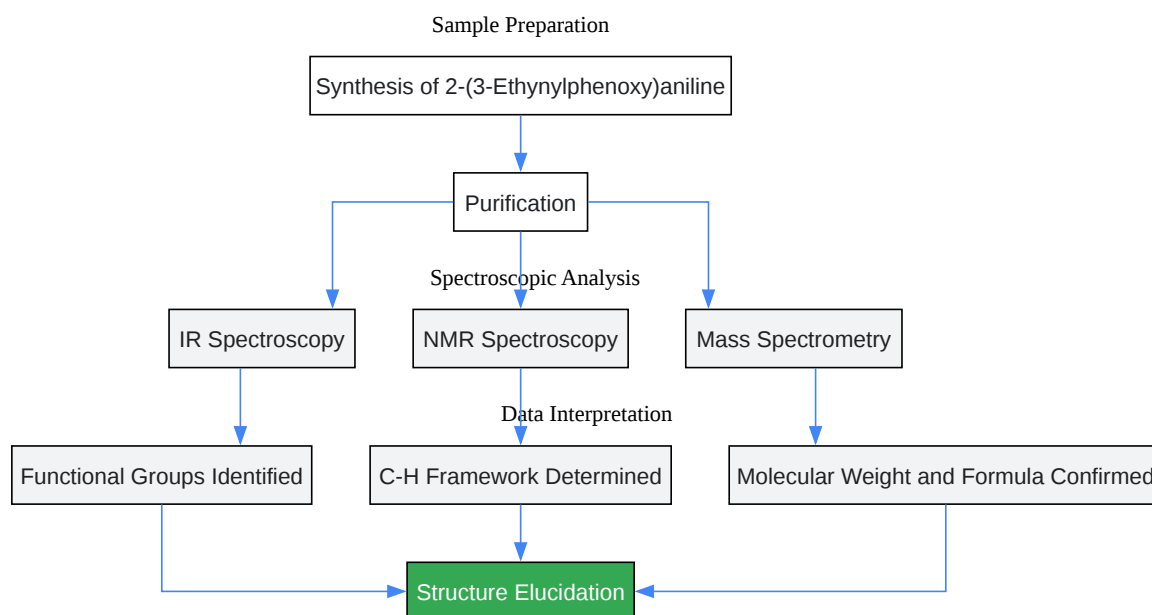 Sample Preparation
Synthesis of 2-(3-Ethynylphenoxy)aniline
Purification
Spectroscopic Analysis
IR Spectroscopy
NMR Spectroscopy
Mass Spectrometry
Data Interpretation
Functional Groups Identified
C-H Framework Determined
Molecular Weight and Formula Confirmed
Structure Elucidation